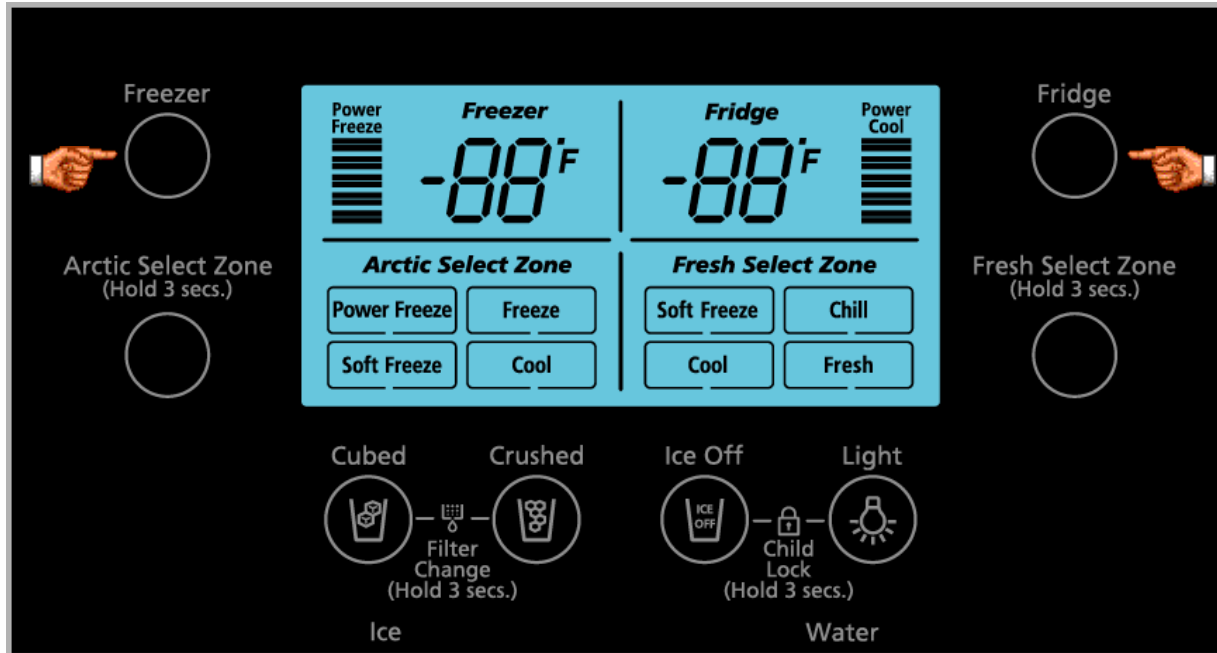 Freezer
Fridge
Power
Freeze
Freezer
-88°F
Fridge
-88°F
Power
Cool
Arctic Select Zone
(Hold 3 secs.)
Arctic Select Zone
Power Freeze
Freeze
Soft Freeze
Cool
Fresh Select Zone
Soft Freeze
Chill
Cool
Fresh
Fresh Select Zone
(Hold 3 secs.)
Cubed
Crushed
Filter
Change
(Hold 3 secs.)
Ice Off
Light
ICE
OFF
Child
Lock
(Hold 3 secs.)
Ice
Water